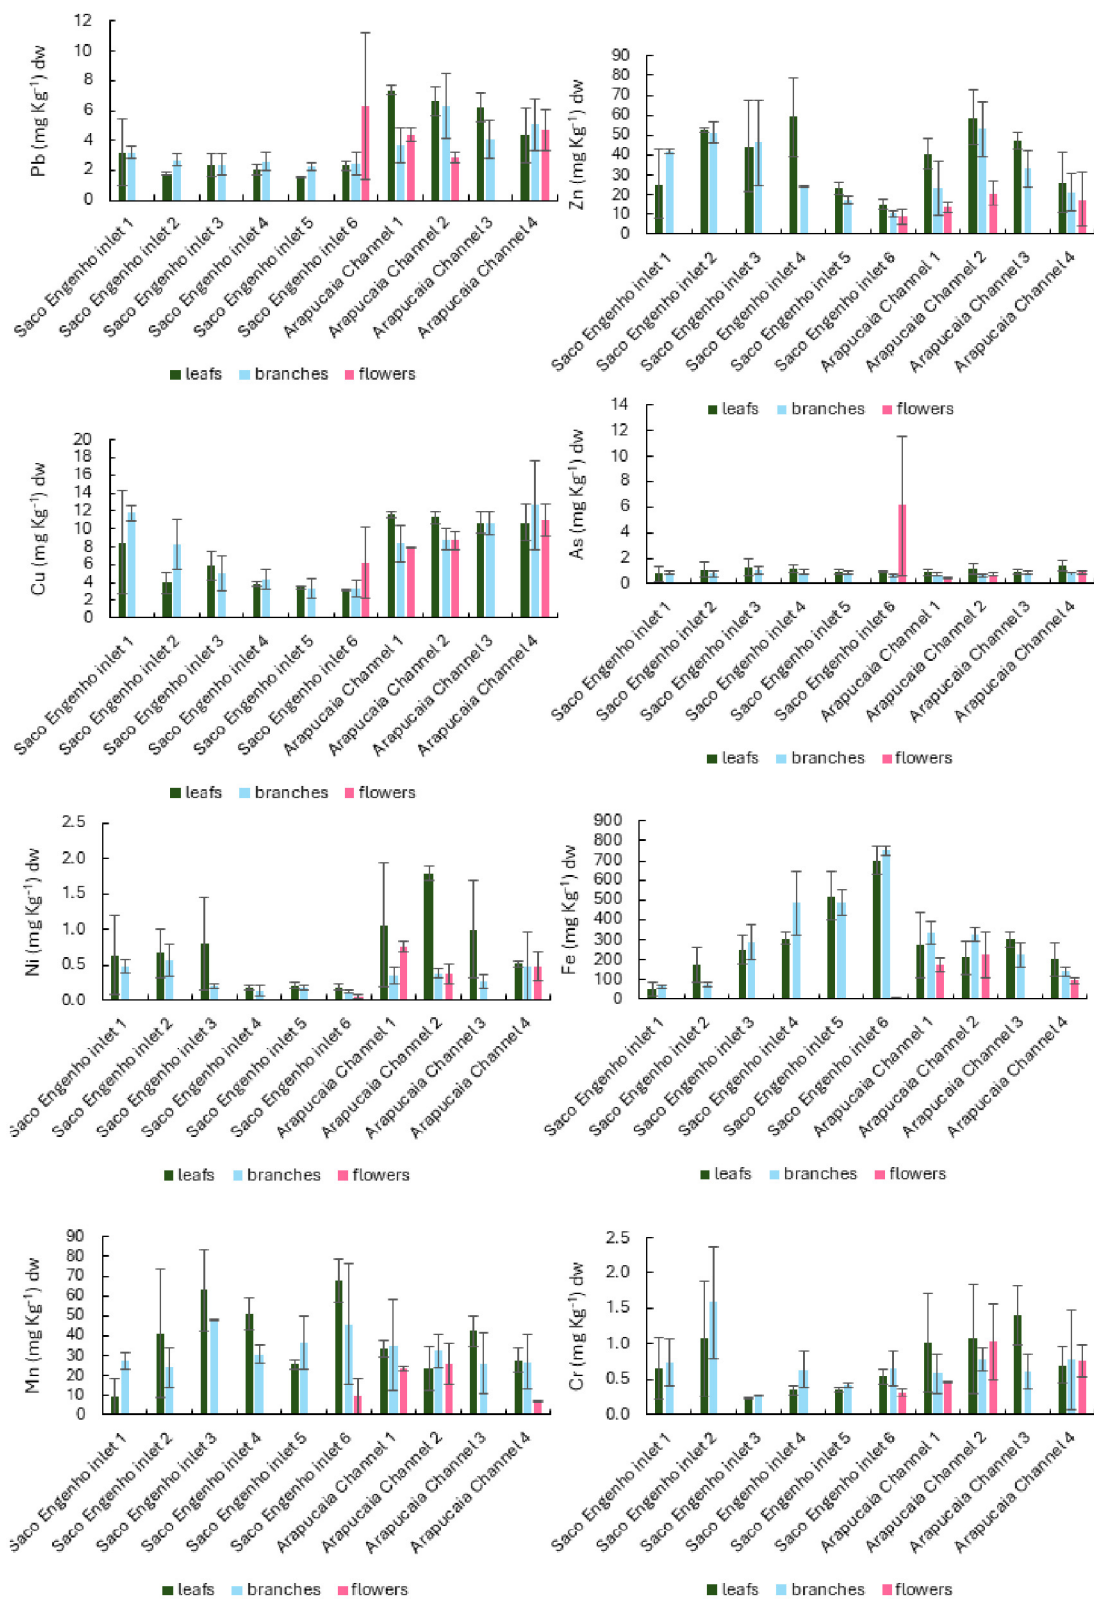 Pb (mg Kg⁻¹) dw
12
10
8
6
4
2
0
Saco Engenho inlet 1
Saco Engenho inlet 2
Saco Engenho inlet 3
Saco Engenho inlet 4
Saco Engenho inlet 5
Saco Engenho inlet 6
Arapucaia Channel 1
Arapucaia Channel 2
Arapucaia Channel 3
Arapucaia Channel 4
leafs branches flowers
Zn (mg Kg⁻¹) dw
90
80
70
60
50
40
30
20
10
0
Saco Engenho inlet 1
Saco Engenho inlet 2
Saco Engenho inlet 3
Saco Engenho inlet 4
Saco Engenho inlet 5
Saco Engenho inlet 6
Arapucaia Channel 1
Arapucaia Channel 2
Arapucaia Channel 3
Arapucaia Channel 4
leafs branches flowers
Cu (mg Kg⁻¹) dw
20
18
16
14
12
10
8
6
4
2
0
Saco Engenho inlet 1
Saco Engenho inlet 2
Saco Engenho inlet 3
Saco Engenho inlet 4
Saco Engenho inlet 5
Saco Engenho inlet 6
Arapucaia Channel 1
Arapucaia Channel 2
Arapucaia Channel 3
Arapucaia Channel 4
leafs branches flowers
As (mg Kg⁻¹) dw
14
12
10
8
6
4
2
0
Saco Engenho inlet 1
Saco Engenho inlet 2
Saco Engenho inlet 3
Saco Engenho inlet 4
Saco Engenho inlet 5
Saco Engenho inlet 6
Arapucaia Channel 1
Arapucaia Channel 2
Arapucaia Channel 3
Arapucaia Channel 4
leafs branches flowers
Ni (mg Kg⁻¹) dw
2.5
2.0
1.5
1.0
0.5
0.0
Saco Engenho inlet 1
Saco Engenho inlet 2
Saco Engenho inlet 3
Saco Engenho inlet 4
Saco Engenho inlet 5
Saco Engenho inlet 6
Arapucaia Channel 1
Arapucaia Channel 2
Arapucaia Channel 3
Arapucaia Channel 4
leafs branches flowers
Fe (mg Kg⁻¹) dw
900
800
700
600
500
400
300
200
100
0
Saco Engenho inlet 1
Saco Engenho inlet 2
Saco Engenho inlet 3
Saco Engenho inlet 4
Saco Engenho inlet 5
Saco Engenho inlet 6
Arapucaia Channel 1
Arapucaia Channel 2
Arapucaia Channel 3
Arapucaia Channel 4
leafs branches flowers
Mn (mg Kg⁻¹) dw
90
80
70
60
50
40
30
20
10
0
Saco Engenho inlet 1
Saco Engenho inlet 2
Saco Engenho inlet 3
Saco Engenho inlet 4
Saco Engenho inlet 5
Saco Engenho inlet 6
Arapucaia Channel 1
Arapucaia Channel 2
Arapucaia Channel 3
Arapucaia Channel 4
leafs branches flowers
Cr (mg Kg⁻¹) dw
2.5
2.0
1.5
1.0
0.5
0.0
Saco Engenho inlet 1
Saco Engenho inlet 2
Saco Engenho inlet 3
Saco Engenho inlet 4
Saco Engenho inlet 5
Saco Engenho inlet 6
Arapucaia Channel 1
Arapucaia Channel 2
Arapucaia Channel 3
Arapucaia Channel 4
leafs branches flowers